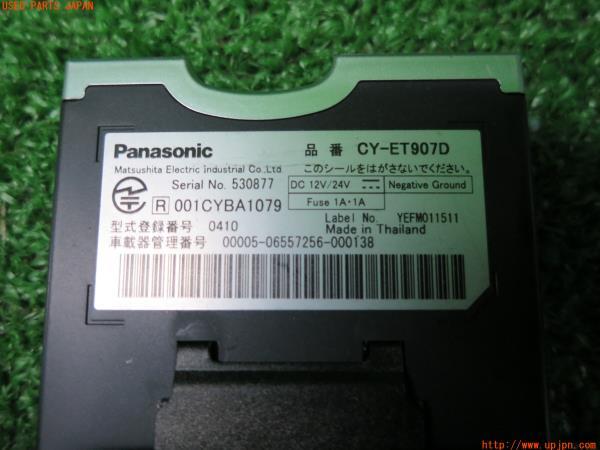 USEC PARTS JAPAN
Panasonic 品 番 CY-ET907D
Matsushita Electric Industrial Co.,Ltd. このシールをはがさないでください。
Serial No. 530877 DC 12V/24V Negative Ground
R 001CYBA1079 Fuse 1A・1A
Label No. YEFM011511
型式登録番号 0410 Made in Thailand
車載器管理番号 00005-06557256-000138
http://www.upjpn.com/